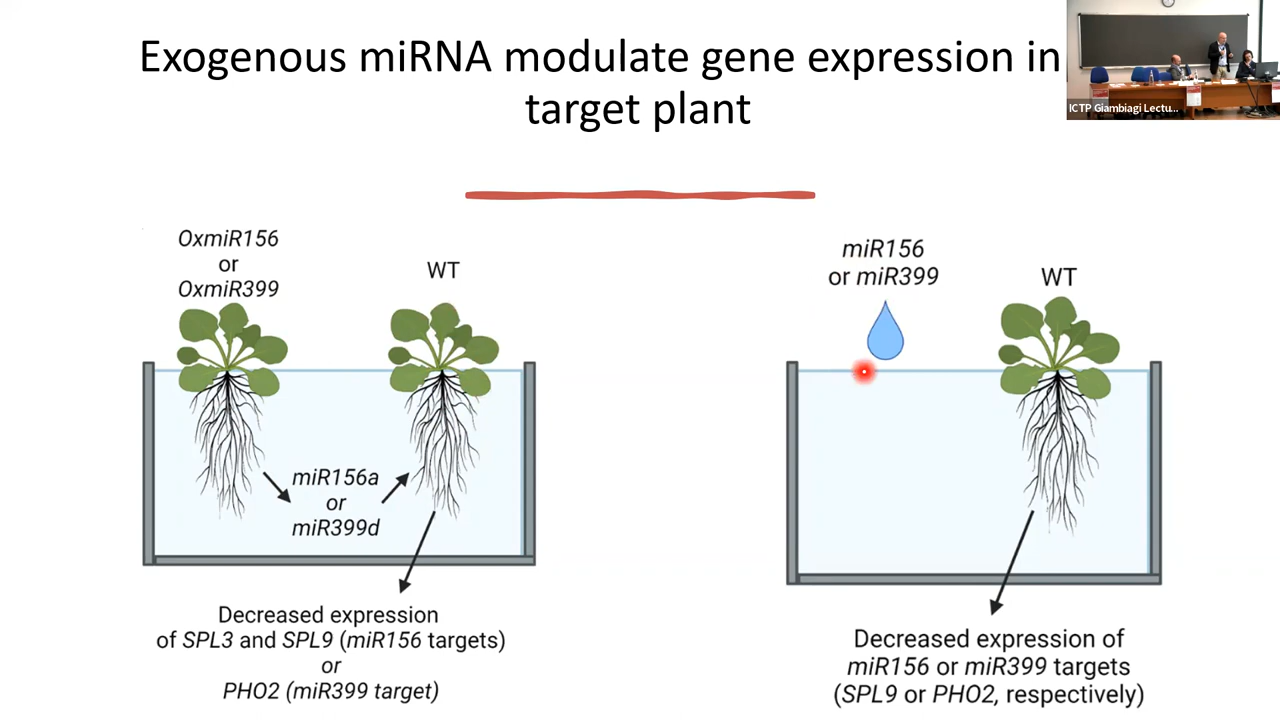 Exogenous miRNA modulate gene expression in
target plant
ICTP Giambiagi Lectu...
OxmiR156
or
OxmiR399
WT
miR156a
or
miR399d
Decreased expression
of SPL3 and SPL9 (miR156 targets)
or
PHO2 (miR399 target)
miR156
or miR399
WT
Decreased expression of
miR156 or miR399 targets
(SPL9 or PHO2, respectively)